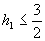 h₁ ≤ 3/2